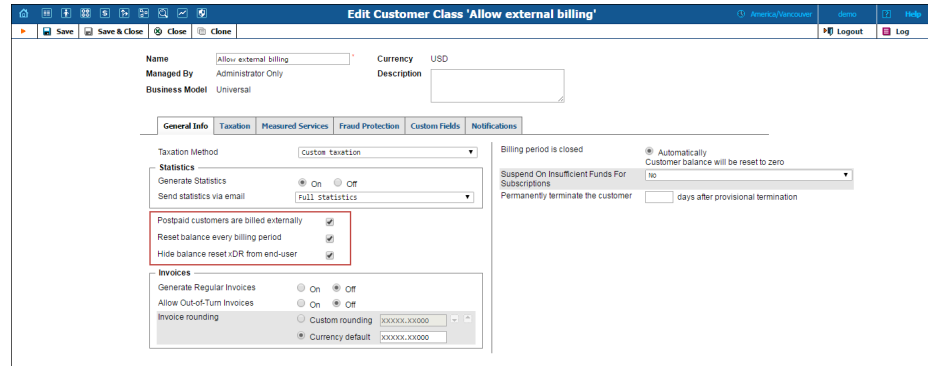 Edit Customer Class 'Allow external billing'
America/Vancouver
demo
Help
Save
Save & Close
Close
Clone
Logout
Log
Name
Allow external billing
*
Currency
USD
Managed By
Administrator Only
Description
Business Model
Universal
General Info
Taxation
Measured Services
Fraud Protection
Custom Fields
Notifications
Taxation Method
Custom taxation
Statistics
Generate Statistics
On
Off
Send statistics via email
Full Statistics
Postpaid customers are billed externally
Reset balance every billing period
Hide balance reset xDR from end-user
Invoices
Generate Regular Invoices
On
Off
Allow Out-of-Turn Invoices
On
Off
Invoice rounding
Custom rounding
XXXXX.XX000
Currency default
XXXXX.XX000
Billing period is closed
Automatically
Customer balance will be reset to zero
Suspend On Insufficient Funds For
Subscriptions
No
Permanently terminate the customer
days after provisional termination